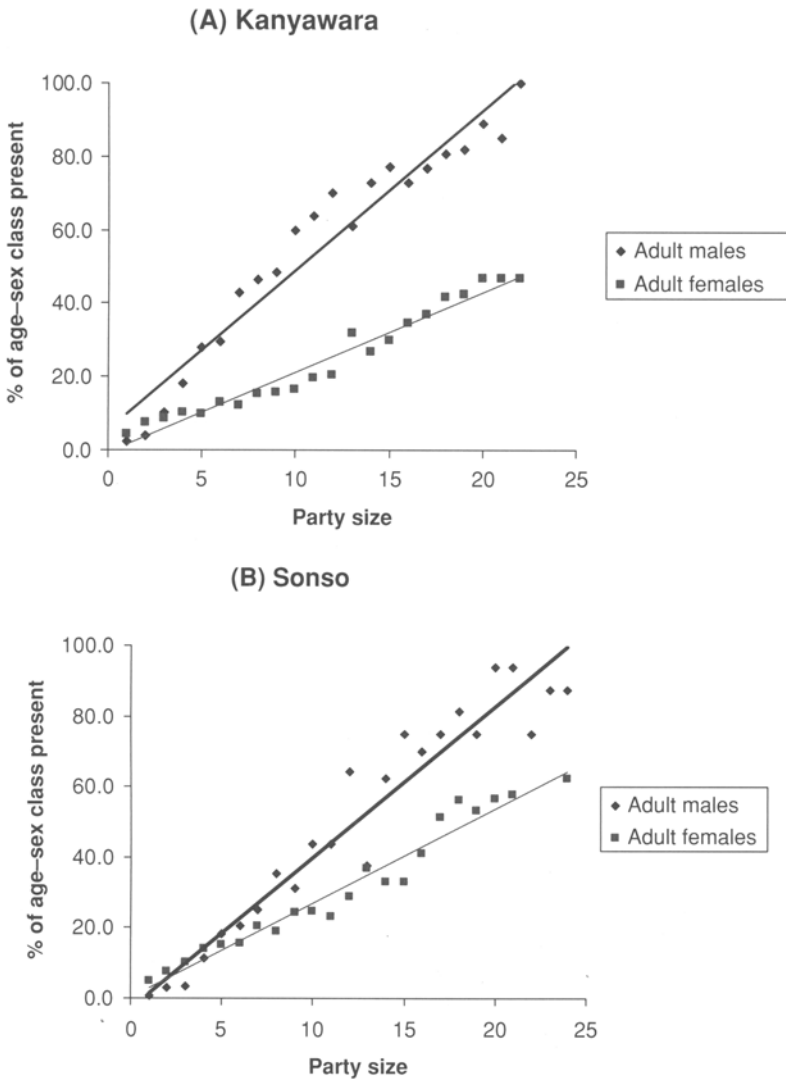 (A) Kanyawara
100.0
80.0
60.0
40.0
20.0
0.0
% of age–sex class present
0 5 10 15 20 25
Party size
Adult males
Adult females
(B) Sonso
100.0
80.0
60.0
40.0
20.0
0.0
% of age–sex class present
0 5 10 15 20 25
Party size
Adult males
Adult females